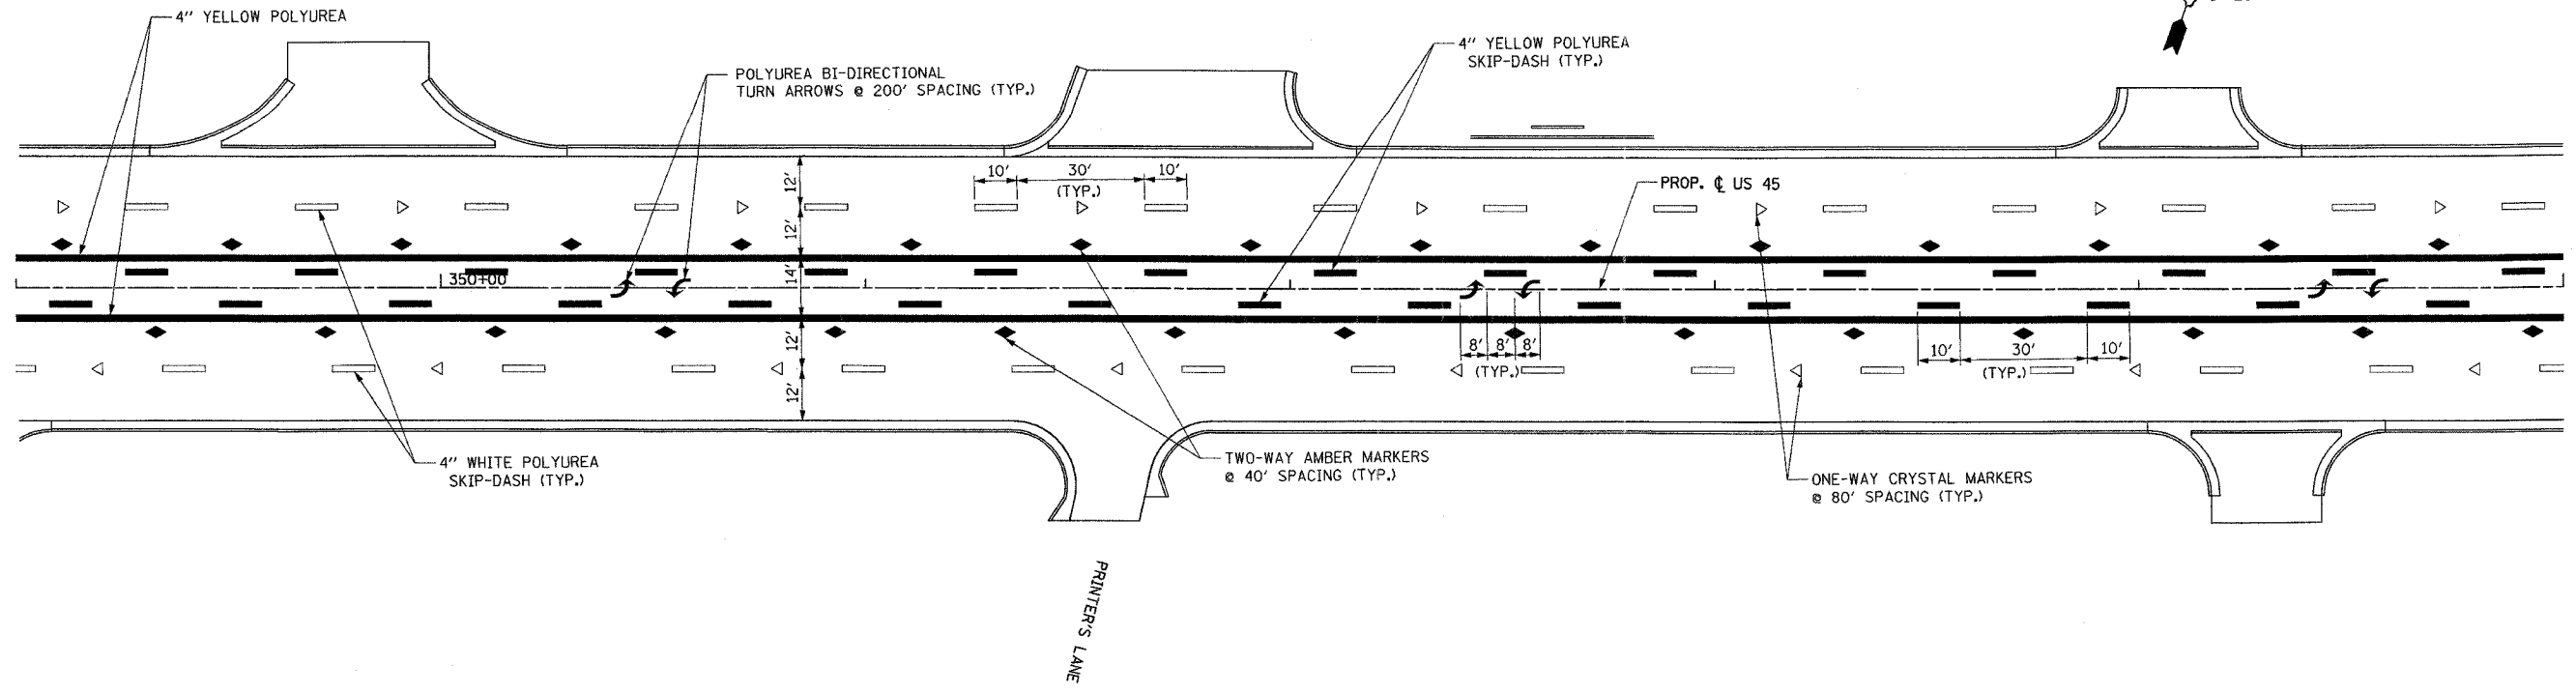 4" YELLOW POLYUREA
POLYUREA BI-DIRECTIONAL
TURN ARROWS @ 200' SPACING (TYP.)
4" YELLOW POLYUREA
SKIP-DASH (TYP.)
10' 30' 10'
(TYP.)
PROP. ℄ US 45
12'
12'
350+00
14'
12'
12'
8' 8' 8'
(TYP.)
10' 30' 10'
(TYP.)
4" WHITE POLYUREA
SKIP-DASH (TYP.)
TWO-WAY AMBER MARKERS
@ 40' SPACING (TYP.)
ONE-WAY CRYSTAL MARKERS
@ 80' SPACING (TYP.)
PRINTER'S LANE